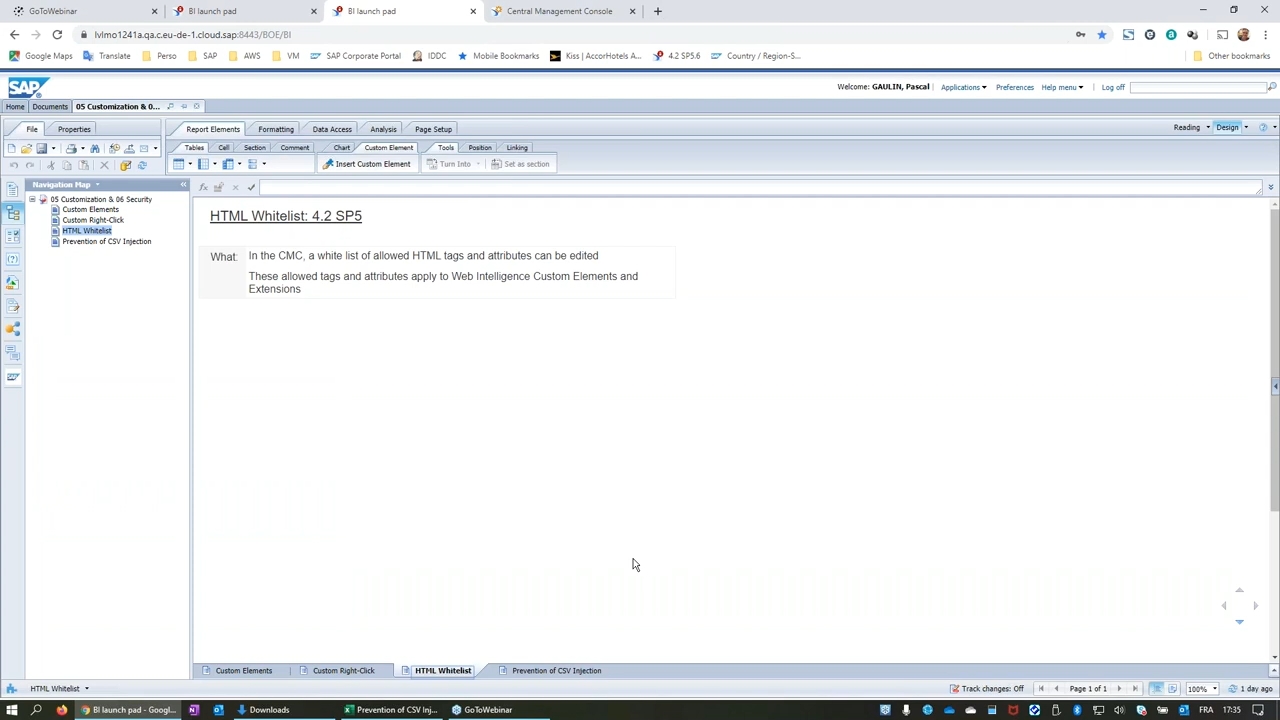 GoToWebinar
BI launch pad
BI launch pad
Central Management Console
lvlmo1241a.qa.c.eu-de-1.cloud.sap:8443/BOE/BI
Google Maps
Translate
Perso
SAP
AWS
VM
SAP Corporate Portal
IDDC
Mobile Bookmarks
Kiss | AccorHotels A...
4.2 SP5.6
Country / Region-S...
Other bookmarks
SAP
Welcome: GAULIN, Pascal
Applications
Preferences
Help menu
Log off
Home
Documents
05 Customization & 0...
File
Properties
Report Elements
Formatting
Data Access
Analysis
Page Setup
Reading
Design
Tables
Cell
Section
Comment
Chart
Custom Element
Tools
Position
Linking
Insert Custom Element
Turn Into
Set as section
Navigation Map
05 Customization & 06 Security
Custom Elements
Custom Right-Click
HTML Whitelist
Prevention of CSV Injection
HTML Whitelist: 4.2 SP5
What:
In the CMC, a white list of allowed HTML tags and attributes can be edited
These allowed tags and attributes apply to Web Intelligence Custom Elements and
Extensions
Custom Elements
Custom Right-Click
HTML Whitelist
Prevention of CSV Injection
HTML Whitelist
Track changes: Off
Page 1 of 1
100%
1 day ago
BI launch pad - Googl...
Downloads
Prevention of CSV Inj...
GoToWebinar
FRA
17:35